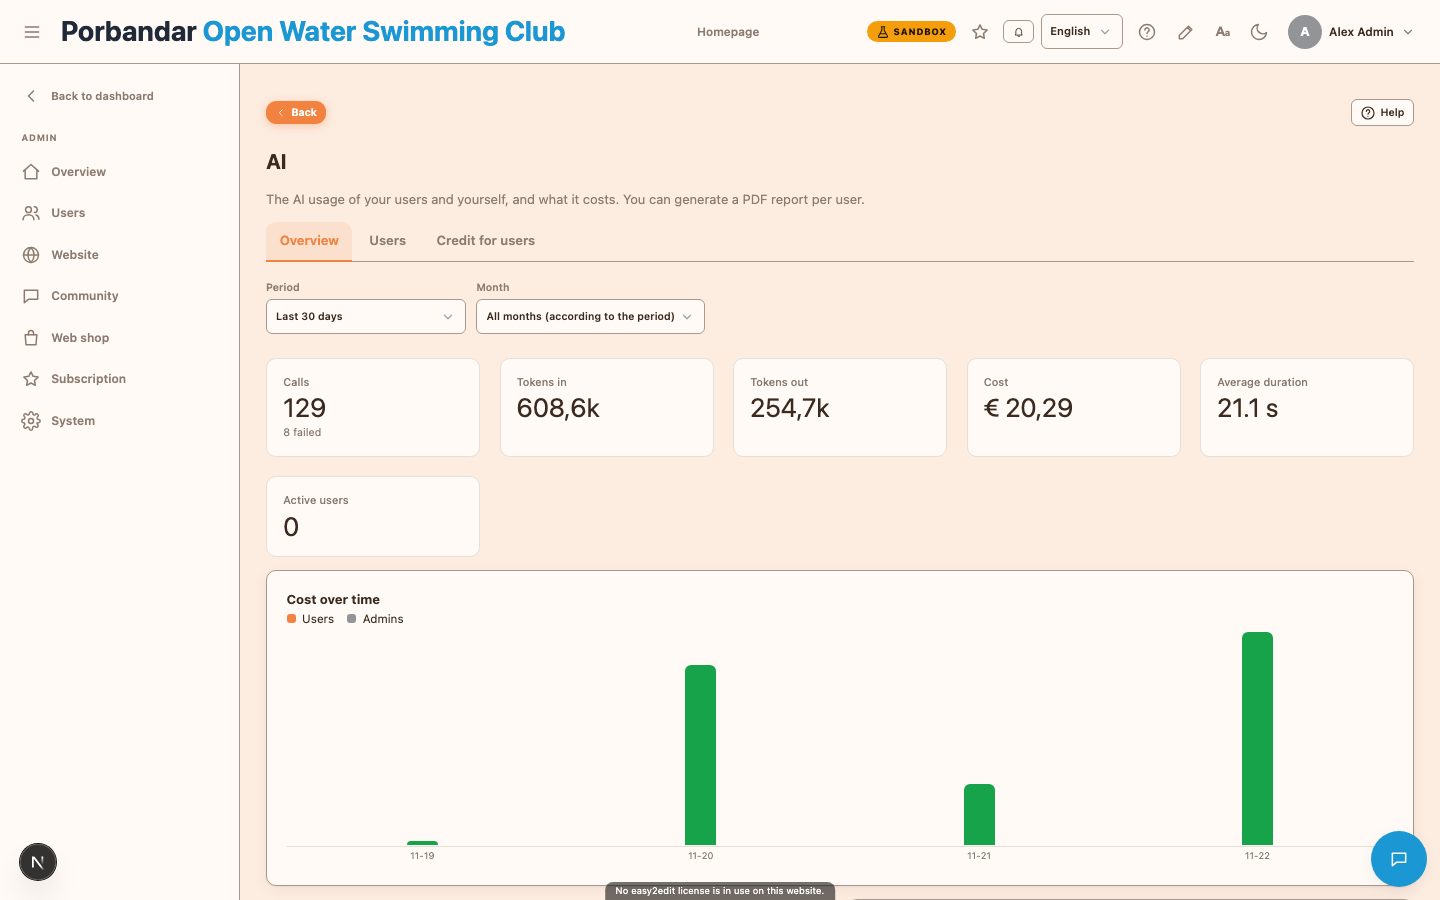 Porbandar Open Water Swimming Club
Homepage
SANDBOX
English
Aa
A
Alex Admin
Back to dashboard
ADMIN
Overview
Users
Website
Community
Web shop
Subscription
System
N
Back
Help
AI
The AI usage of your users and yourself, and what it costs. You can generate a PDF report per user.
Overview
Users
Credit for users
Period
Month
Last 30 days
All months (according to the period)
Calls
129
8 failed
Tokens in
608,6k
Tokens out
254,7k
Cost
€ 20,29
Average duration
21.1 s
Active users
0
Cost over time
Users
Admins
11-19
11-20
11-21
11-22
No easy2edit license is in use on this website.